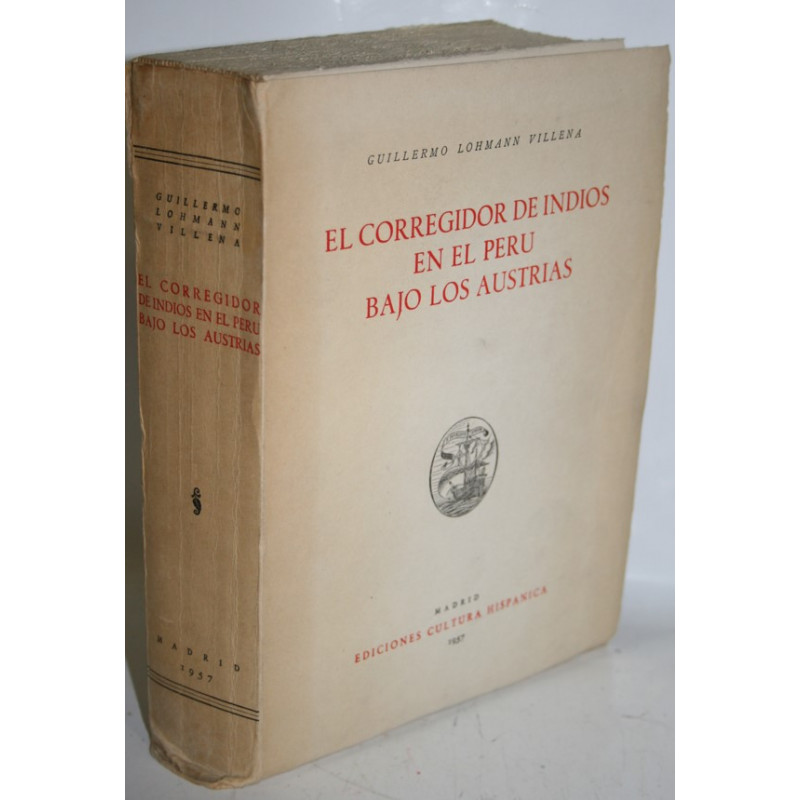 GUILLERMO
LOHMANN
VILLENA
EL CORREGIDOR
DE INDIOS EN EL PERU
BAJO LOS AUSTRIAS
MADRID
1957
GUILLERMO LOHMANN VILLENA
EL CORREGIDOR DE INDIOS
EN EL PERU
BAJO LOS AUSTRIAS
MADRID
EDICIONES CULTURA HISPANICA
1957